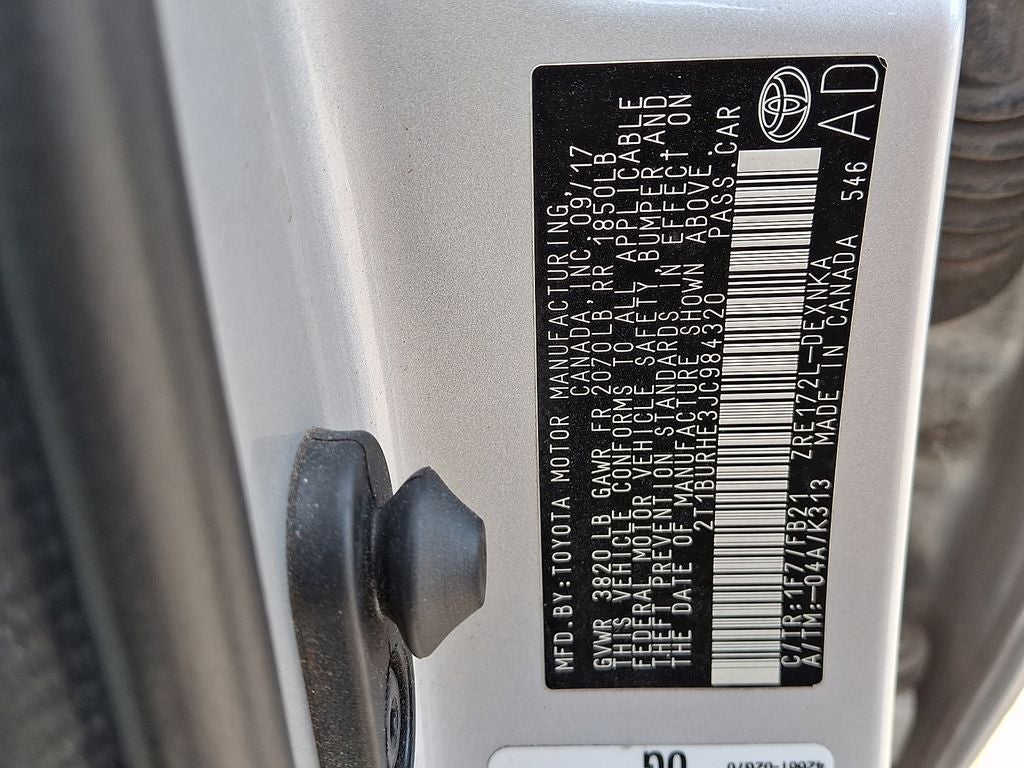 MFD.BY:TOYOTA MOTOR MANUFACTURING,
CANADA,INC.09/17
GVWR 3820 LB GAWR FR 2070LB,RR 1850LB
THIS VEHICLE CONFORMS TO ALL APPLICABLE
FEDERAL MOTOR VEHICLE SAFETY, BUMPER,AND
THEFT PREVENTION STANDARDS IN EFFECT ON
THE DATE OF MANUFACTURE SHOWN ABOVE.
2T1BURHE3JC984320 PASS.CAR
C/TR:1F7/FB21 ZRE172L-DEXNKA
A/TM:-04A/K313 MADE IN CANADA 546
AD